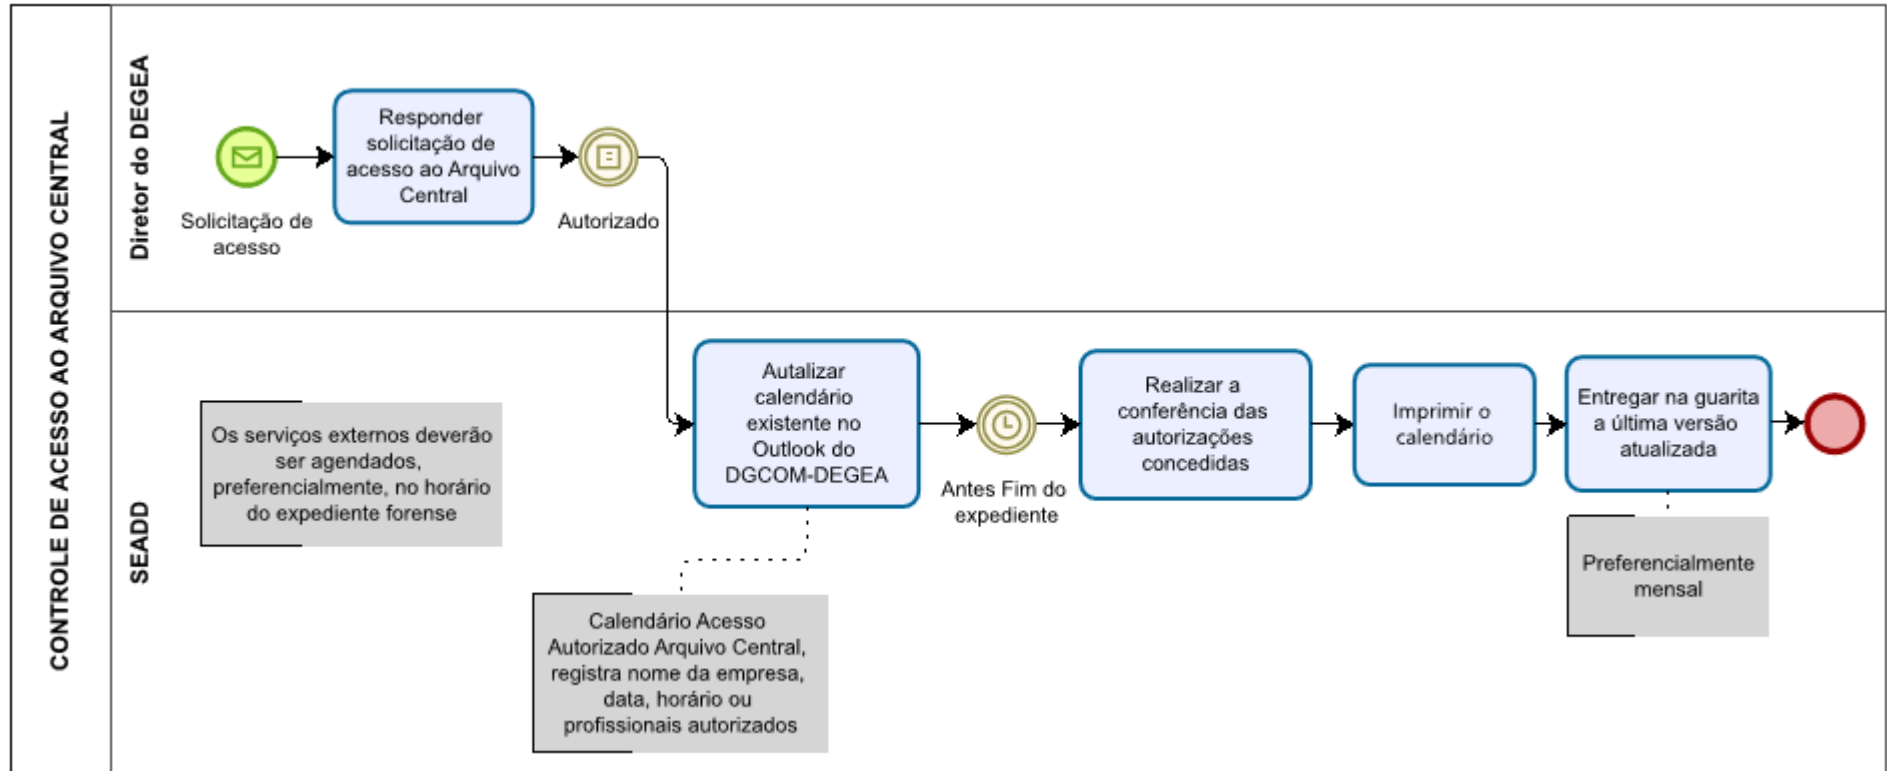 CONTROLE DE ACESSO AO ARQUIVO CENTRAL
Diretor do DEGEA
Solicitação de
acesso
Responder
solicitação de
acesso ao Arquivo
Central
Autorizado
SEADD
Os serviços externos deverão
ser agendados,
preferencialmente, no horário
do expediente forense
Autalizar
calendário
existente no
Outlook do
DGCOM-DEGEA
Calendário Acesso
Autorizado Arquivo Central,
registra nome da empresa,
data, horário ou
profissionais autorizados
Antes Fim do
expediente
Realizar a
conferência das
autorizações
concedidas
Imprimir o
calendário
Entregar na guarita
a última versão
atualizada
Preferencialmente
mensal